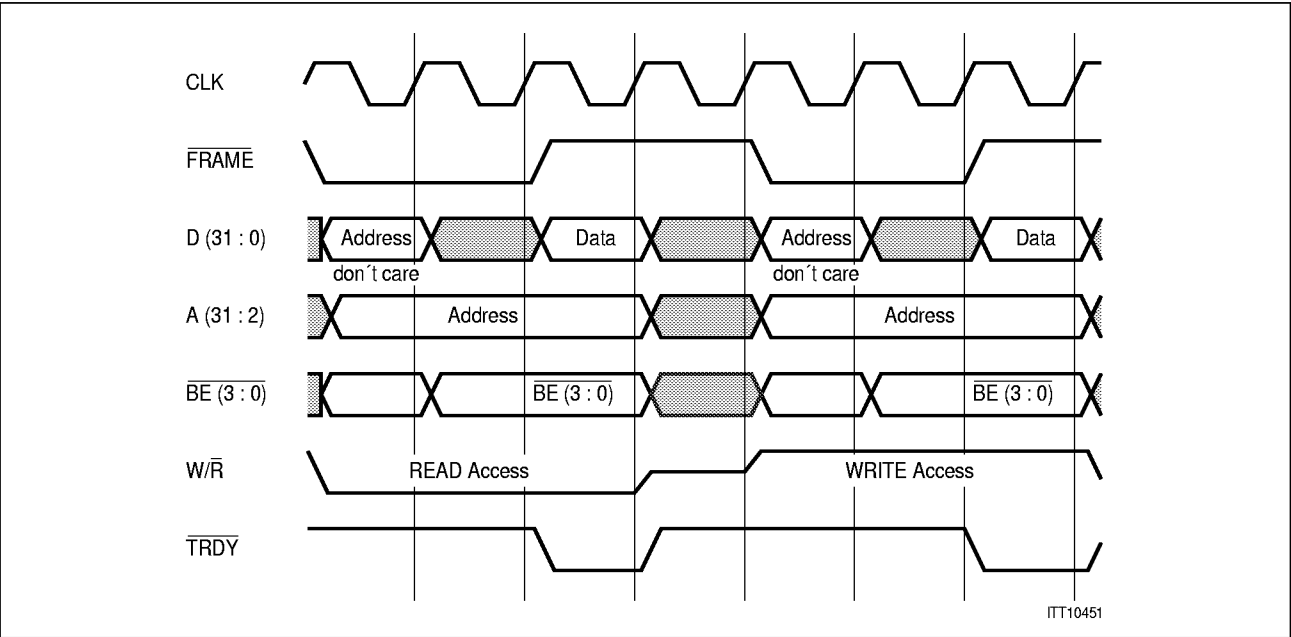 CLK
FRAME
D (31 : 0) Address Data Address Data
don´t care don´t care
A (31 : 2) Address Address
BE (3 : 0) BE (3 : 0) BE (3 : 0)
W/R READ Access WRITE Access
TRDY
ITT10451